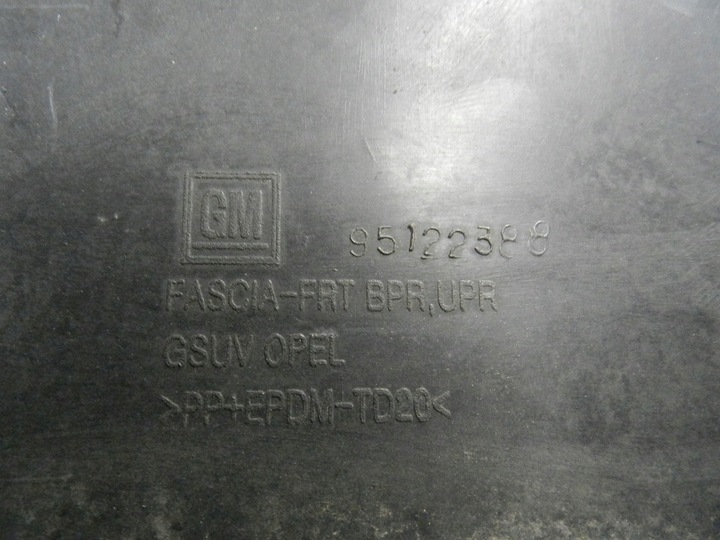 GM 95122388
FASCIA-FRT BPR,UPR
GSUV OPEL
>PP+EPDM-TD20<